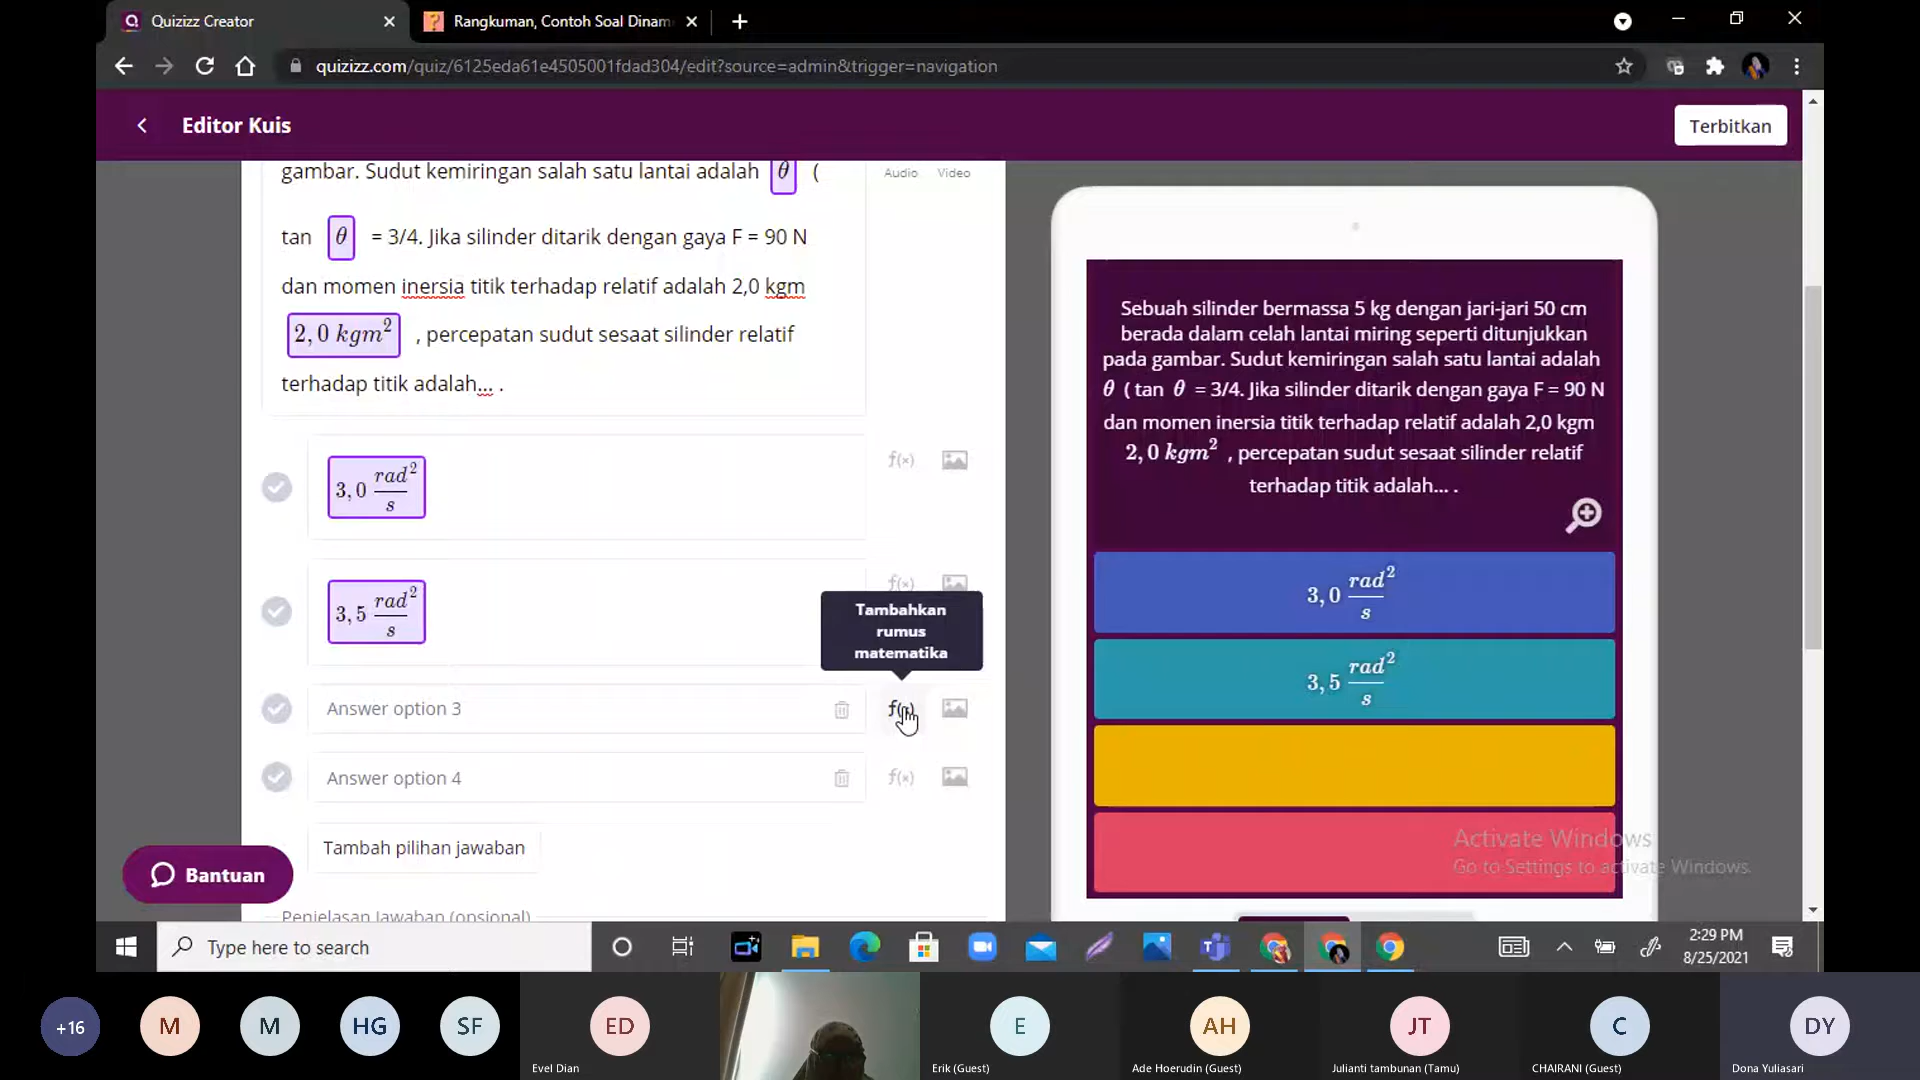 Quizizz Creator
Rangkuman, Contoh Soal Dinam
quizizz.com/quiz/6125eda61e4505001fdad304/edit?source=admin&trigger=navigation
Editor Kuis
Terbitkan
gambar. Sudut kemiringan salah satu lantai adalah θ (
tan θ = 3/4. Jika silinder ditarik dengan gaya F = 90 N
dan momen inersia titik terhadap relatif adalah 2,0 kgm
2, 0 kgm² , percepatan sudut sesaat silinder relatif
terhadap titik adalah... .
Audio Video
3, 0 rad²/s
f(x)
3, 5 rad²/s
f(x)
Tambahkan
rumus
matematika
Answer option 3
Answer option 4
f(x)
Tambah pilihan jawaban
Bantuan
Penjelasan Jawaban (opsional)
Sebuah silinder bermassa 5 kg dengan jari-jari 50 cm
berada dalam celah lantai miring seperti ditunjukkan
pada gambar. Sudut kemiringan salah satu lantai adalah
θ ( tan θ = 3/4. Jika silinder ditarik dengan gaya F = 90 N
dan momen inersia titik terhadap relatif adalah 2,0 kgm
2, 0 kgm² , percepatan sudut sesaat silinder relatif
terhadap titik adalah... .
3, 0 rad²/s
3, 5 rad²/s
Activate Windows
Go to Settings to activate Windows.
Type here to search
2:29 PM
8/25/2021
+16
M
M
HG
SF
ED
Evel Dian
E
Erik (Guest)
AH
Ade Hoerudin (Guest)
JT
Julianti tambunan (Tamu)
C
CHAIRANI (Guest)
DY
Dona Yuliasari